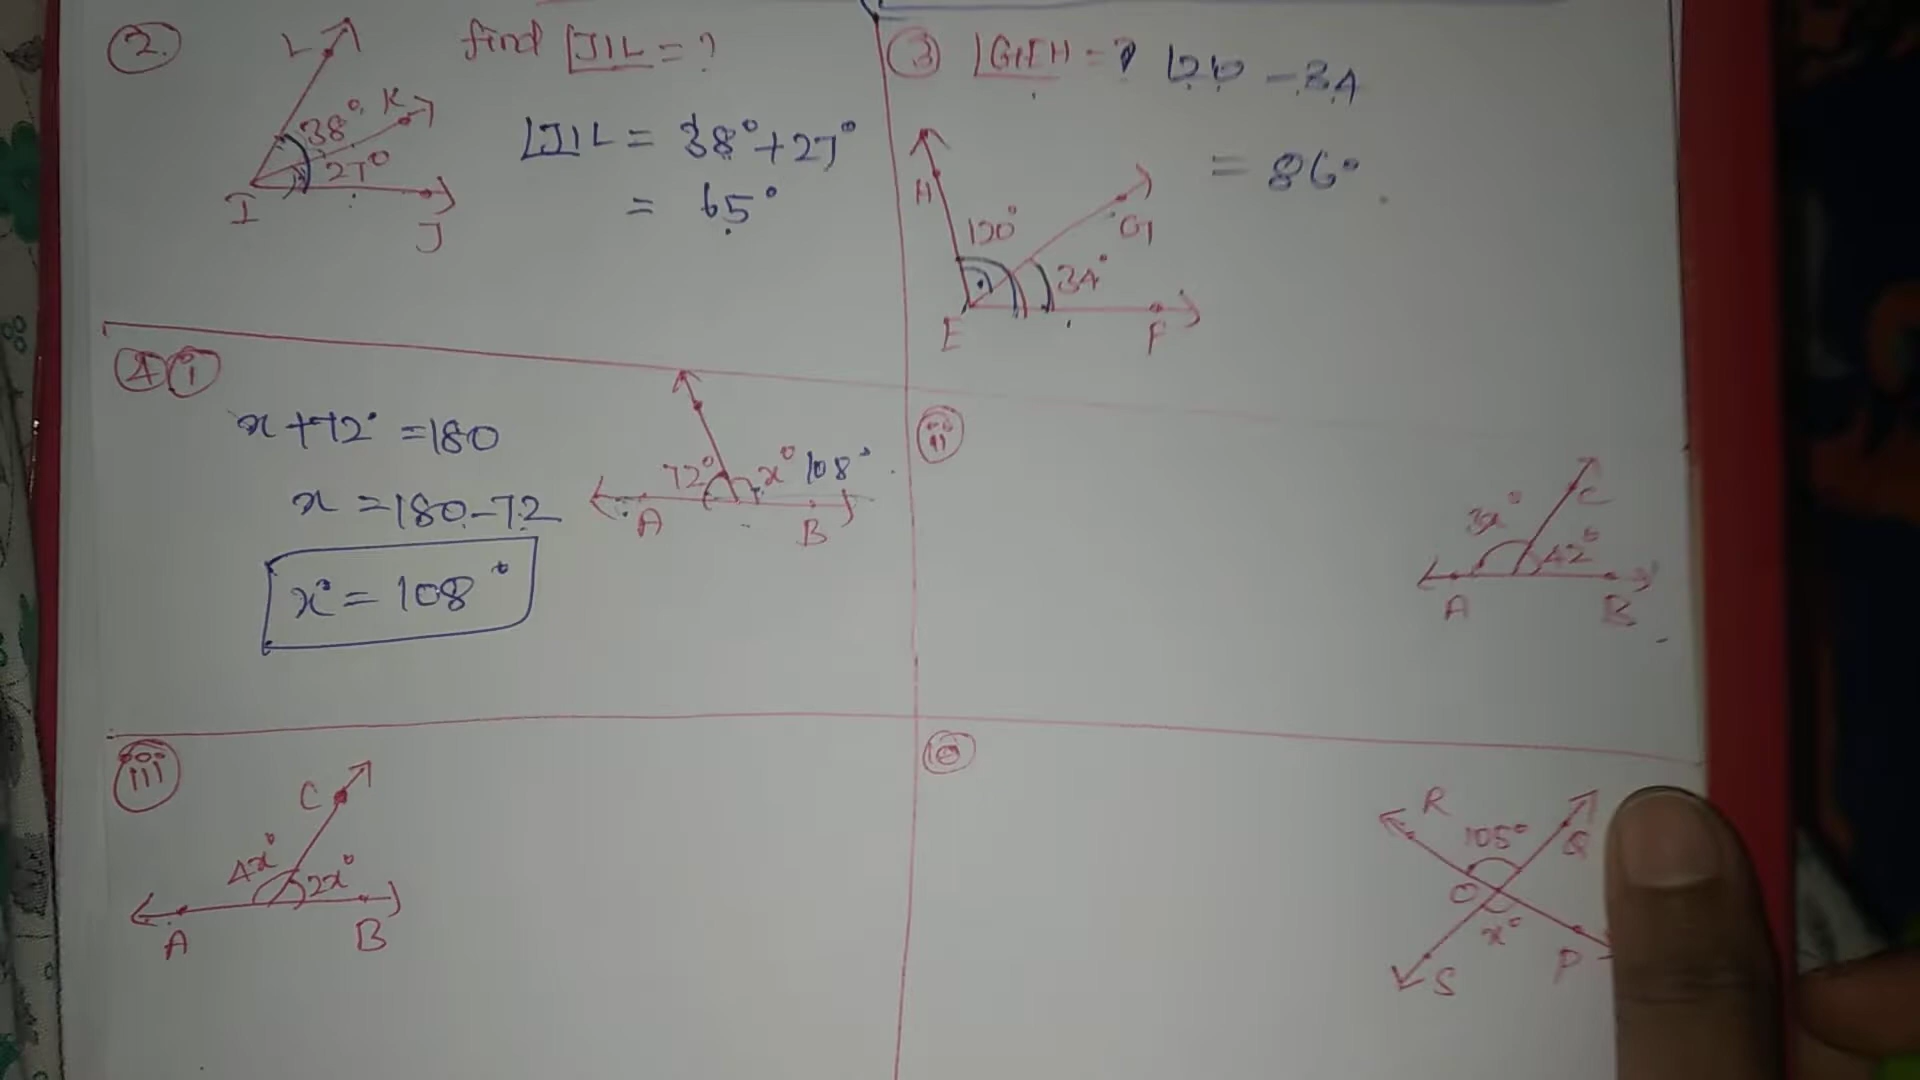 ② find ∠JIL = ?
L
38° K
27°
I
J
∠JIL = 38° + 27°
= 65°
③ ∠GEH = ? 120 - 34
= 86°
H
120°
G
34°
E
F
④ ⓘ
x + 72° = 180
x = 180 - 72
x° = 108°
72° x° 108°
A
B
ⓘⓘ
3x°
C
42°
A
B
ⓘⓘⓘ
C
4x°
2x°
A
B
R
105°
Q
O
x°
P
S